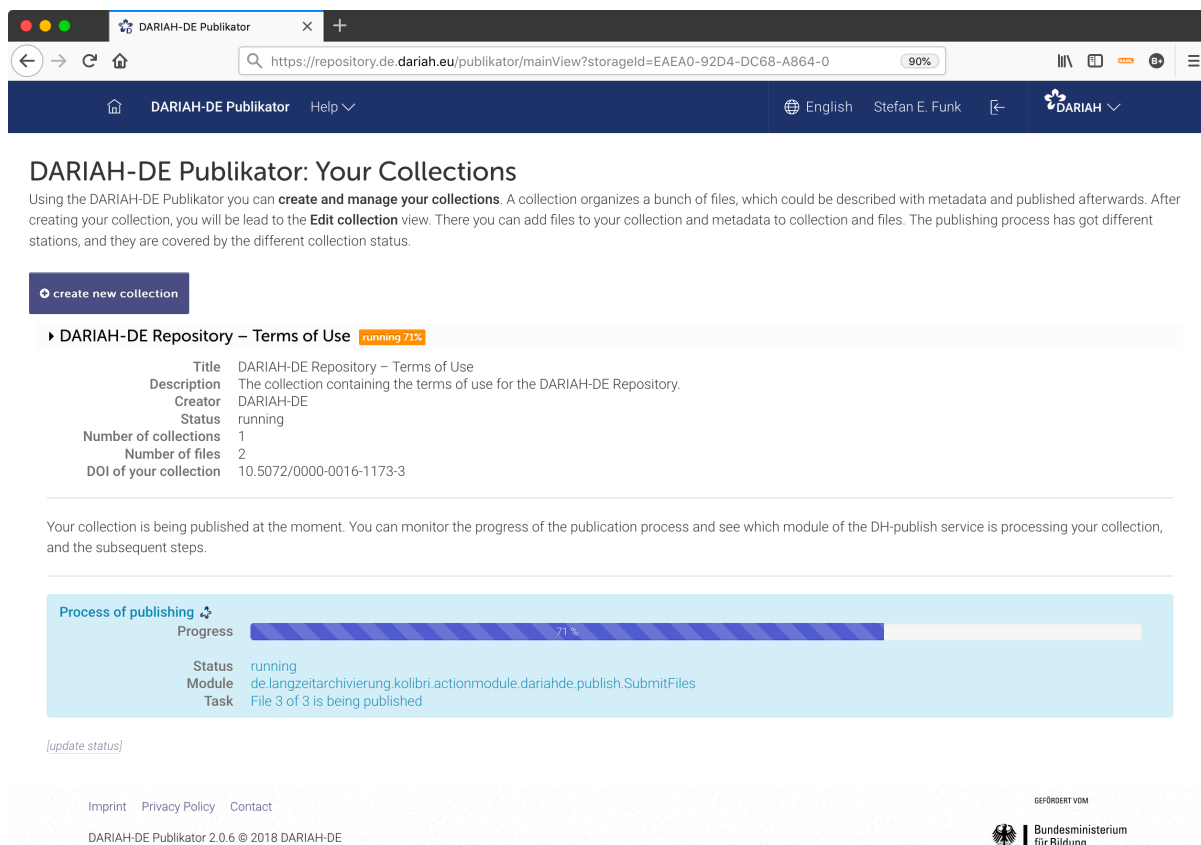 DARIAH-DE Publikator
https://repository.de.dariah.eu/publikator/mainView?storageId=EAEA0-92D4-DC68-A864-0 90%
DARIAH-DE Publikator Help English Stefan E. Funk DARIAH
DARIAH-DE Publikator: Your Collections
Using the DARIAH-DE Publikator you can create and manage your collections. A collection organizes a bunch of files, which could be described with metadata and published afterwards. After
creating your collection, you will be lead to the Edit collection view. There you can add files to your collection and metadata to collection and files. The publishing process has got different
stations, and they are covered by the different collection status.
create new collection
DARIAH-DE Repository – Terms of Use running 71%
Title DARIAH-DE Repository – Terms of Use
Description The collection containing the terms of use for the DARIAH-DE Repository.
Creator DARIAH-DE
Status running
Number of collections 1
Number of files 2
DOI of your collection 10.5072/0000-0016-1173-3
Your collection is being published at the moment. You can monitor the progress of the publication process and see which module of the DH-publish service is processing your collection,
and the subsequent steps.
Process of publishing
Progress 71 %
Status running
Module de.langzeitarchivierung.kolibri.actionmodule.dariahde.publish.SubmitFiles
Task File 3 of 3 is being published
[update status]
Imprint Privacy Policy Contact
GEFÖRDERT VOM
DARIAH-DE Publikator 2.0.6 © 2018 DARIAH-DE
Bundesministerium
für Bildung